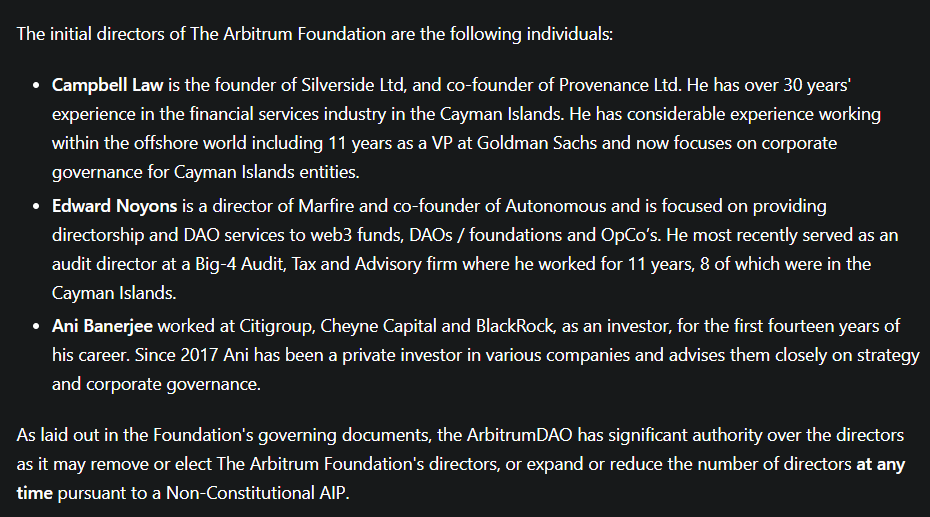 The initial directors of The Arbitrum Foundation are the following individuals:
• Campbell Law is the founder of Silverside Ltd, and co-founder of Provenance Ltd. He has over 30 years'
experience in the financial services industry in the Cayman Islands. He has considerable experience working
within the offshore world including 11 years as a VP at Goldman Sachs and now focuses on corporate
governance for Cayman Islands entities.
• Edward Noyons is a director of Marfire and co-founder of Autonomous and is focused on providing
directorship and DAO services to web3 funds, DAOs / foundations and OpCo’s. He most recently served as an
audit director at a Big-4 Audit, Tax and Advisory firm where he worked for 11 years, 8 of which were in the
Cayman Islands.
• Ani Banerjee worked at Citigroup, Cheyne Capital and BlackRock, as an investor, for the first fourteen years of
his career. Since 2017 Ani has been a private investor in various companies and advises them closely on strategy
and corporate governance.
As laid out in the Foundation's governing documents, the ArbitrumDAO has significant authority over the directors
as it may remove or elect The Arbitrum Foundation's directors, or expand or reduce the number of directors at any
time pursuant to a Non-Constitutional AIP.